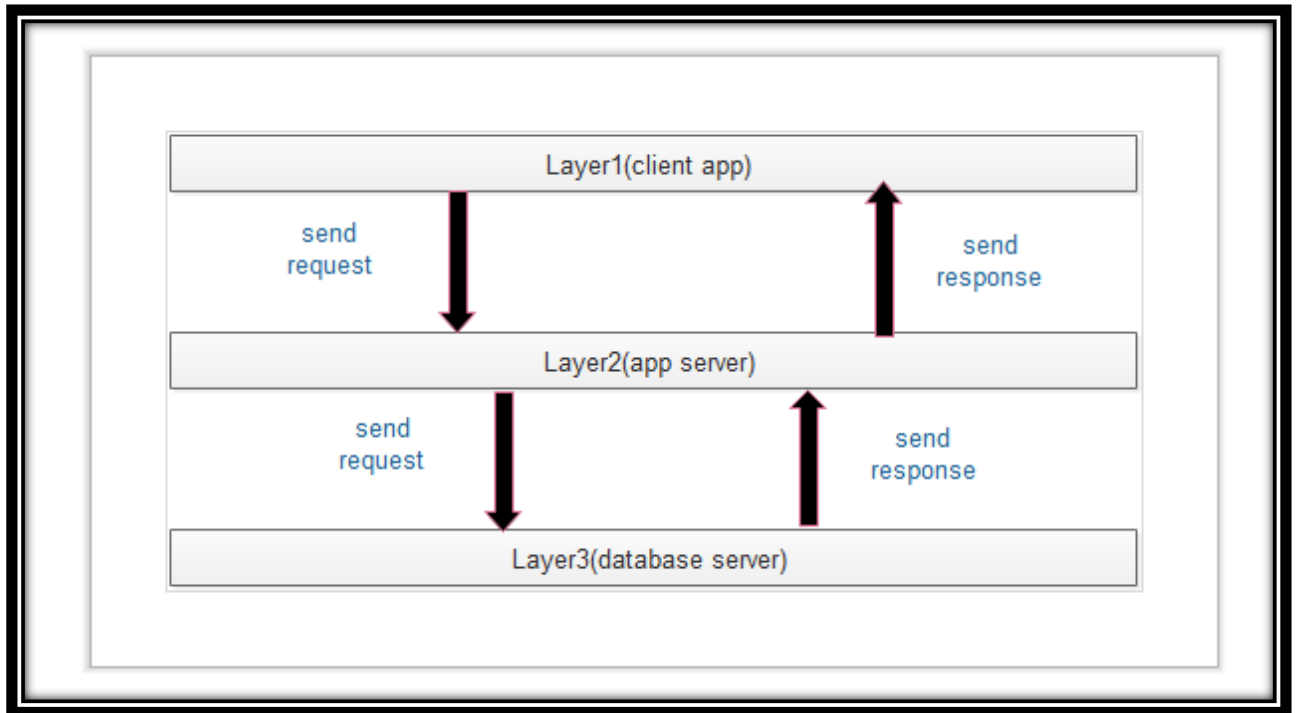 Layer1(client app)
send
request
send
response
Layer2(app server)
send
request
send
response
Layer3(database server)